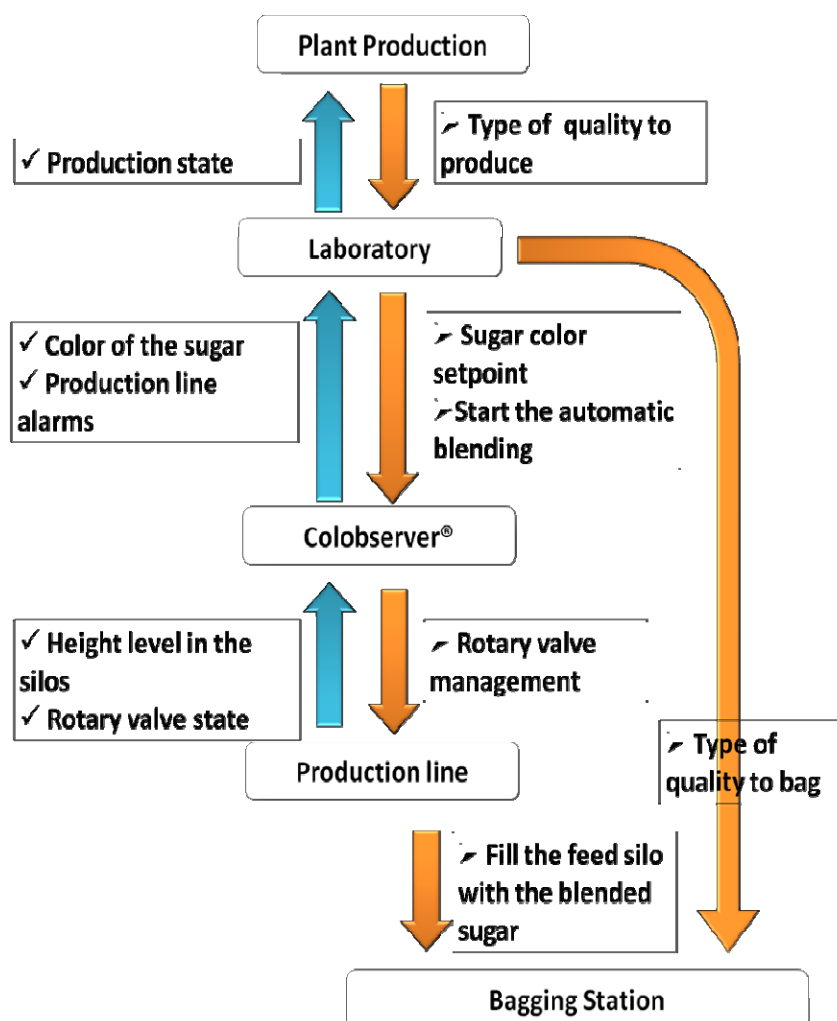 Plant Production
✓ Production state
➢ Type of quality to
produce
Laboratory
✓ Color of the sugar
✓ Production line
alarms
➢ Sugar color
setpoint
➢Start the automatic
blending
Colobserver®
✓ Height level in the
silos
✓ Rotary valve state
➢ Rotary valve
management
Production line
➢ Type of
quality to bag
➢ Fill the feed silo
with the blended
sugar
Bagging Station